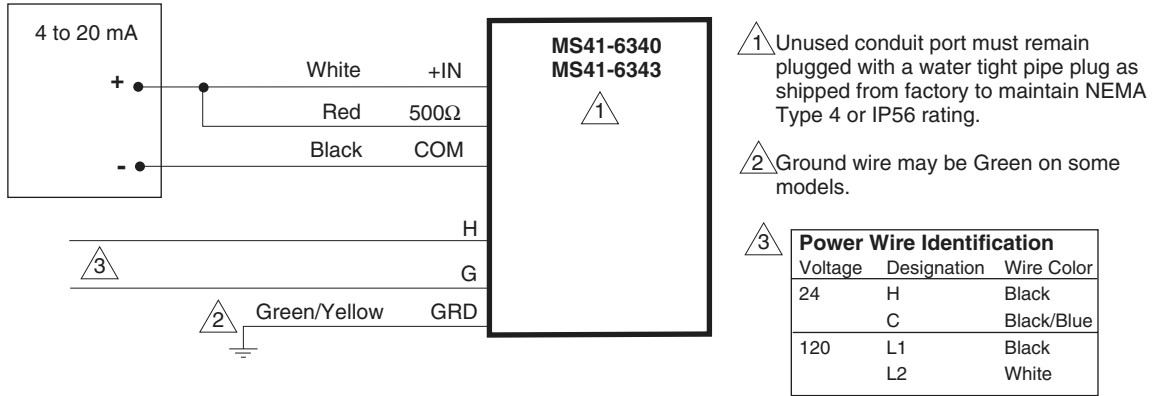 4 to 20 mA
+
-
White +IN
Red 500Ω
Black COM
H
3
G
2 Green/Yellow GRD
MS41-6340
MS41-6343
1
1 Unused conduit port must remain
plugged with a water tight pipe plug as
shipped from factory to maintain NEMA
Type 4 or IP56 rating.
2 Ground wire may be Green on some
models.
3
Power Wire Identification
Voltage Designation Wire Color
24 H Black
C Black/Blue
120 L1 Black
L2 White